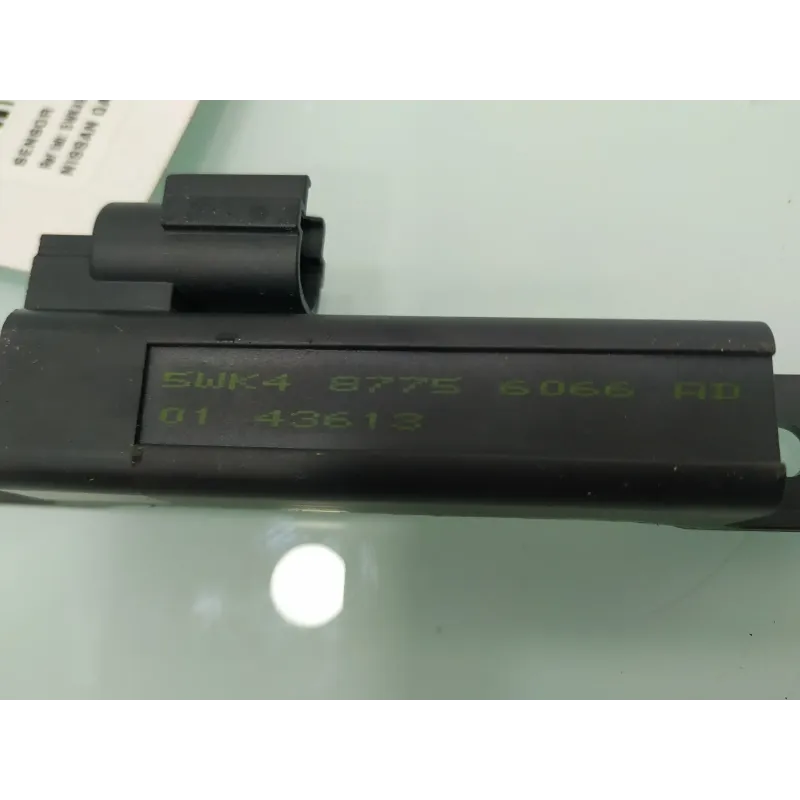 SENSOR
NISSAN
5WK4 8775 6066 AD
01 43613